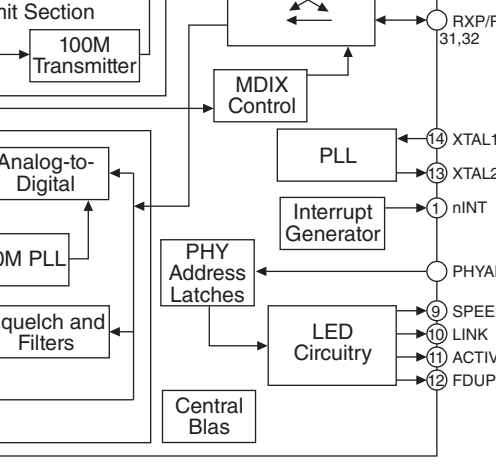 nit Section
100M
Transmitter
RXP/R
31,32
MDIX
Control
14 XTAL1
PLL
13 XTAL2
Analog-to-
Digital
Interrupt
Generator
1 nINT
0M PLL
PHY
Address
Latches
PHYAD
quelch and
Filters
LED
Circuitry
9 SPEE
10 LINK
11 ACTIV
12 FDUP
Central
Blas